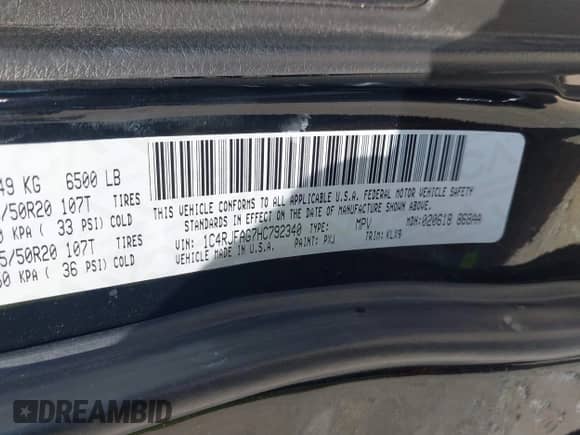 49 KG 6500 LB
/50R20 107T TIRES
KPA ( 33 PSI) COLD
5/50R20 107T TIRES
KPA ( 36 PSI) COLD
THIS VEHICLE CONFORMS TO ALL APPLICABLE U.S.A. FEDERAL MOTOR VEHICLE SAFETY
STANDARDS IN EFFECT ON THE DATE OF MANUFACTURE SHOWN ABOVE.
VIN: 1C4RJFAG7HC792340 TYPE: MPV MDH: 020618 868AA
VEHICLE MADE IN U.S.A. PAINT: PXJ TRIM: KLX9
DREAMBID